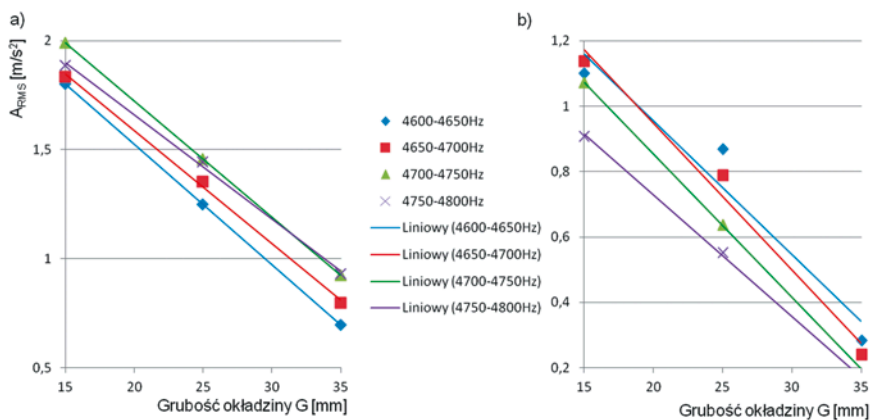 a)
A_RMS [m/s²]
2
1,5
1
0,5
15
25
35
Grubość okładziny G [mm]
4600-4650Hz
4650-4700Hz
4700-4750Hz
4750-4800Hz
Liniowy (4600-4650Hz)
Liniowy (4650-4700Hz)
Liniowy (4700-4750Hz)
Liniowy (4750-4800Hz)
b)
1,2
1
0,8
0,6
0,4
0,2
15
20
25
30
35
Grubość okładziny G [mm]